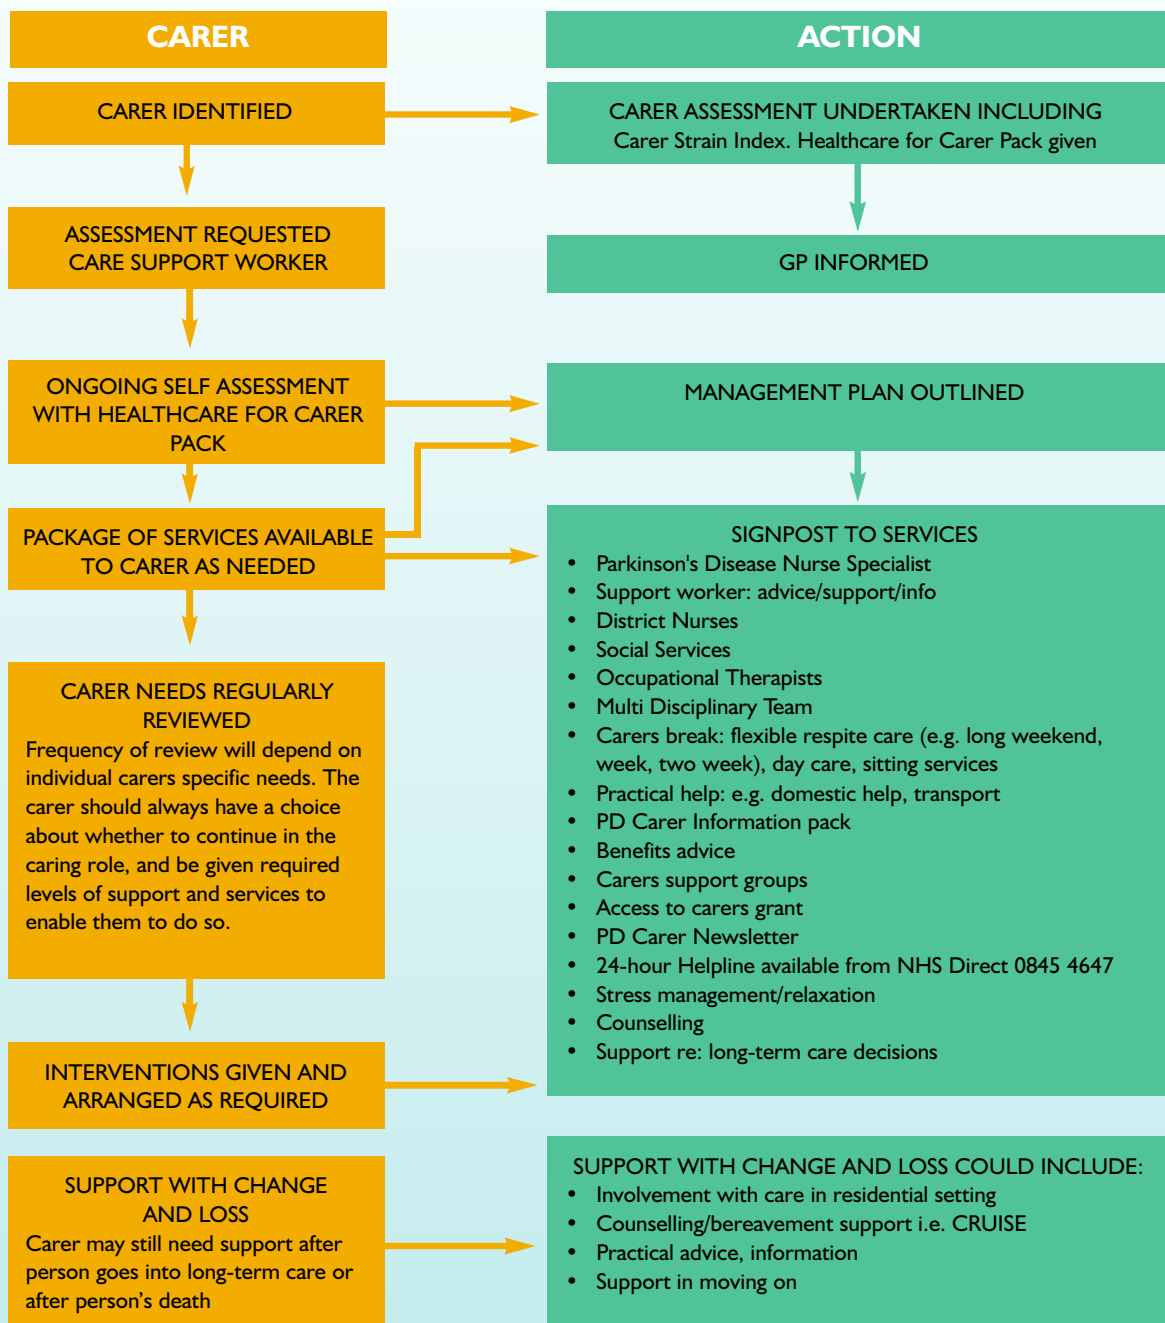 CARER
ACTION
CARER IDENTIFIED
CARER ASSESSMENT UNDERTAKEN INCLUDING
Carer Strain Index. Healthcare for Carer Pack given
ASSESSMENT REQUESTED
CARE SUPPORT WORKER
GP INFORMED
ONGOING SELF ASSESSMENT
WITH HEALTHCARE FOR CARER
PACK
MANAGEMENT PLAN OUTLINED
PACKAGE OF SERVICES AVAILABLE
TO CARER AS NEEDED
SIGNPOST TO SERVICES
• Parkinson's Disease Nurse Specialist
• Support worker: advice/support/info
• District Nurses
• Social Services
• Occupational Therapists
• Multi Disciplinary Team
• Carers break: flexible respite care (e.g. long weekend,
week, two week), day care, sitting services
• Practical help: e.g. domestic help, transport
• PD Carer Information pack
• Benefits advice
• Carers support groups
• Access to carers grant
• PD Carer Newsletter
• 24-hour Helpline available from NHS Direct 0845 4647
• Stress management/relaxation
• Counselling
• Support re: long-term care decisions
CARER NEEDS REGULARLY
REVIEWED
Frequency of review will depend on
individual carers specific needs. The
carer should always have a choice
about whether to continue in the
caring role, and be given required
levels of support and services to
enable them to do so.
INTERVENTIONS GIVEN AND
ARRANGED AS REQUIRED
SUPPORT WITH CHANGE
AND LOSS
Carer may still need support after
person goes into long-term care or
after person's death
SUPPORT WITH CHANGE AND LOSS COULD INCLUDE:
• Involvement with care in residential setting
• Counselling/bereavement support i.e. CRUISE
• Practical advice, information
• Support in moving on